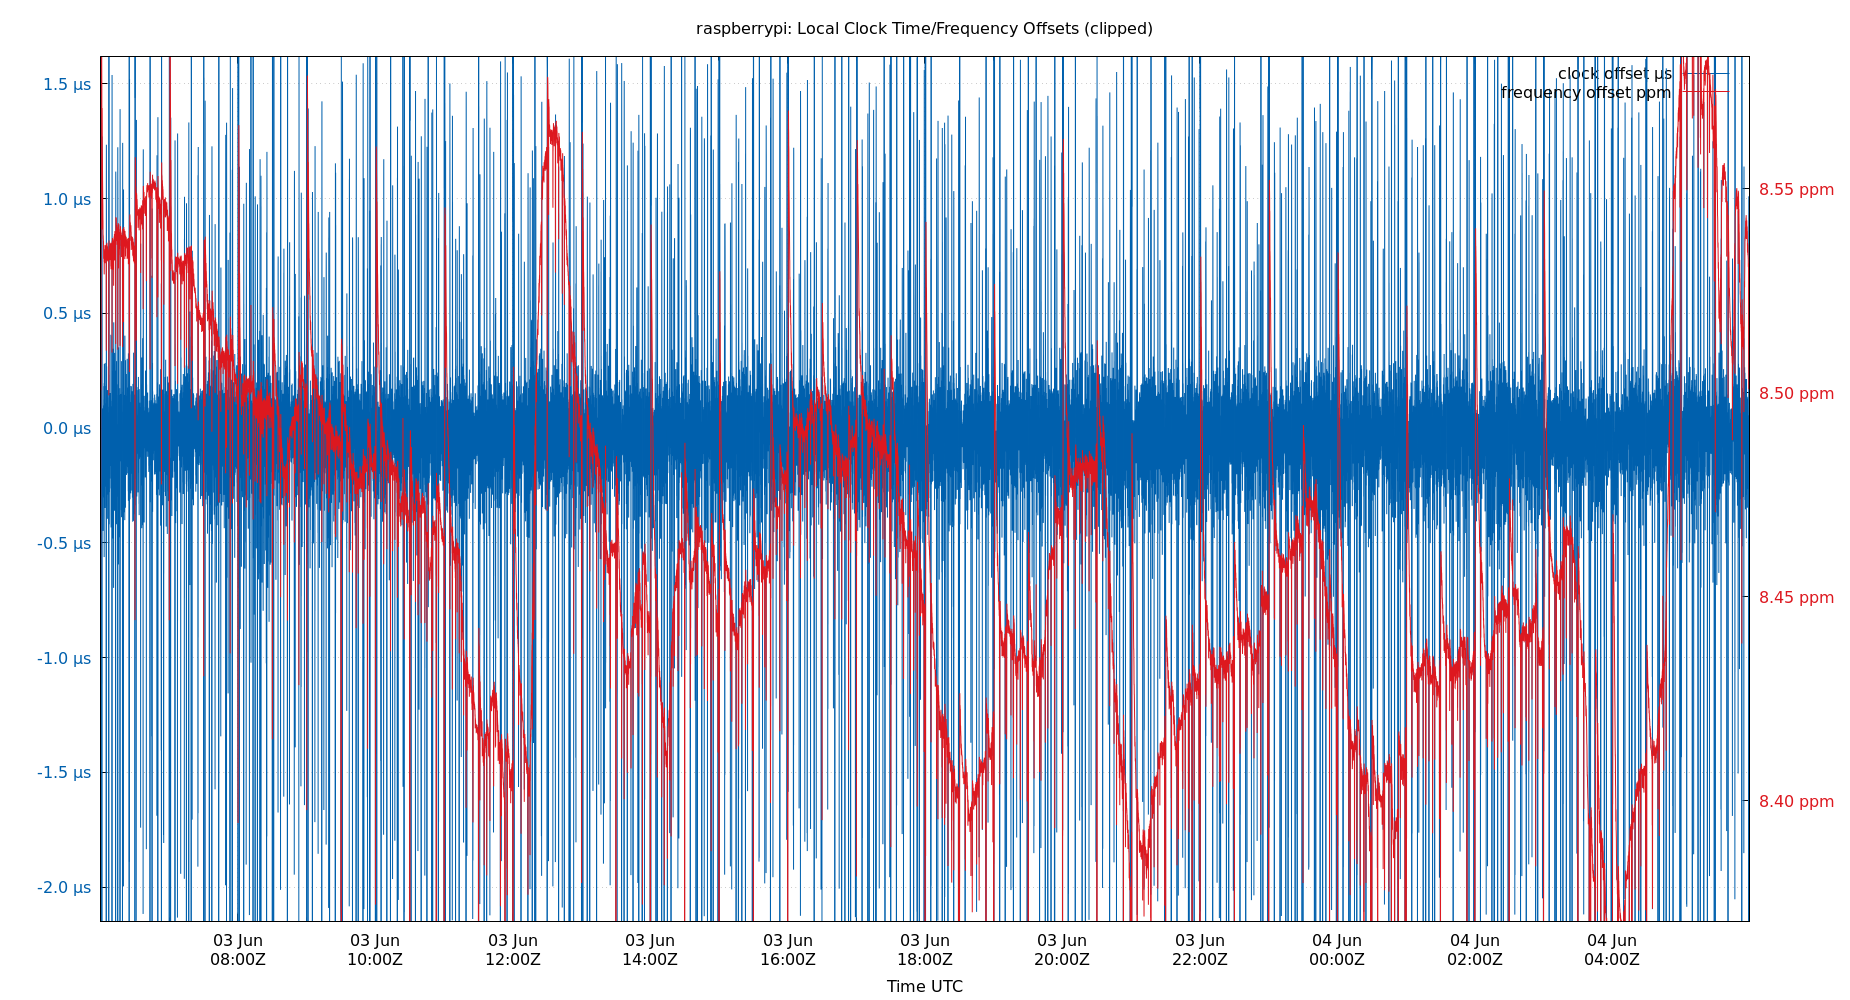 raspberrypi: Local Clock Time/Frequency Offsets (clipped)
clock offset µs
frequency offset ppm
1.5 µs
1.0 µs
0.5 µs
0.0 µs
-0.5 µs
-1.0 µs
-1.5 µs
-2.0 µs
8.55 ppm
8.50 ppm
8.45 ppm
8.40 ppm
03 Jun 03 Jun 03 Jun 03 Jun 03 Jun 03 Jun 03 Jun 03 Jun 04 Jun 04 Jun 04 Jun
08:00Z 10:00Z 12:00Z 14:00Z 16:00Z 18:00Z 20:00Z 22:00Z 00:00Z 02:00Z 04:00Z
Time UTC